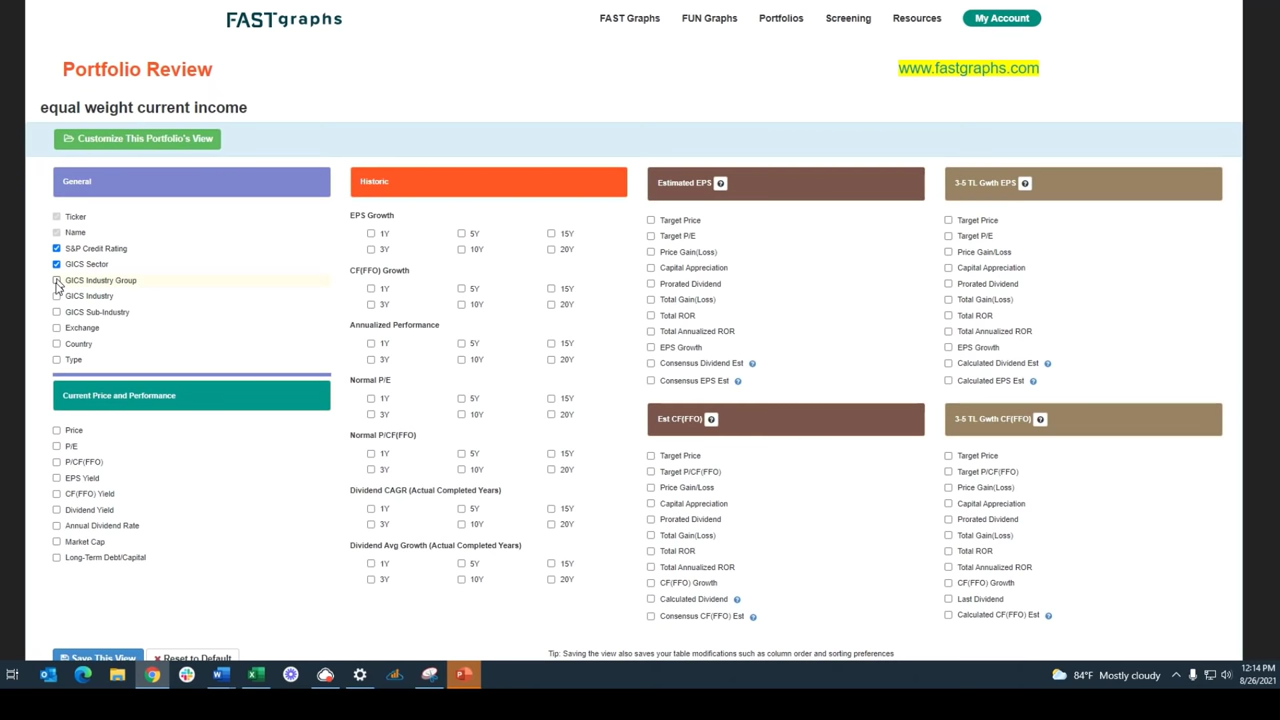 FASTgraphs
FAST Graphs
FUN Graphs
Portfolios
Screening
Resources
My Account
Portfolio Review
www.fastgraphs.com
equal weight current income
Customize This Portfolio's View
General
Ticker
Name
S&P Credit Rating
GICS Sector
GICS Industry Group
GICS Industry
GICS Sub-Industry
Exchange
Country
Type
Current Price and Performance
Price
P/E
P/CF(FFO)
EPS Yield
CF(FFO) Yield
Dividend Yield
Annual Dividend Rate
Market Cap
Long-Term Debt/Capital
Historic
EPS Growth
1Y 5Y 15Y
3Y 10Y 20Y
CF(FFO) Growth
1Y 5Y 15Y
3Y 10Y 20Y
Annualized Performance
1Y 5Y 15Y
3Y 10Y 20Y
Normal P/E
1Y 5Y 15Y
3Y 10Y 20Y
Normal P/CF(FFO)
1Y 5Y 15Y
3Y 10Y 20Y
Dividend CAGR (Actual Completed Years)
1Y 5Y 15Y
3Y 10Y 20Y
Dividend Avg Growth (Actual Completed Years)
1Y 5Y 15Y
3Y 10Y 20Y
Estimated EPS ?
Target Price
Target P/E
Price Gain(Loss)
Capital Appreciation
Prorated Dividend
Total Gain(Loss)
Total ROR
Total Annualized ROR
EPS Growth
Consensus Dividend Est ?
Consensus EPS Est ?
Est CF(FFO) ?
Target Price
Target P/CF(FFO)
Price Gain/Loss
Capital Appreciation
Prorated Dividend
Total Gain(Loss)
Total ROR
Total Annualized ROR
CF(FFO) Growth
Calculated Dividend ?
Consensus CF(FFO) Est ?
3-5 TL Gwth EPS ?
Target Price
Target P/E
Price Gain(Loss)
Capital Appreciation
Prorated Dividend
Total Gain(Loss)
Total ROR
Total Annualized ROR
EPS Growth
Calculated Dividend Est ?
Calculated EPS Est ?
3-5 TL Gwth CF(FFO) ?
Target Price
Target P/CF(FFO)
Price Gain(Loss)
Capital Appreciation
Prorated Dividend
Total Gain(Loss)
Total ROR
Total Annualized ROR
CF(FFO) Growth
Last Dividend
Calculated CF(FFO) Est ?
Save This View
Reset to Default
Tip: Saving the view also saves your table modifications such as column order and sorting preferences
84°F Mostly cloudy
12:14 PM
8/26/2021